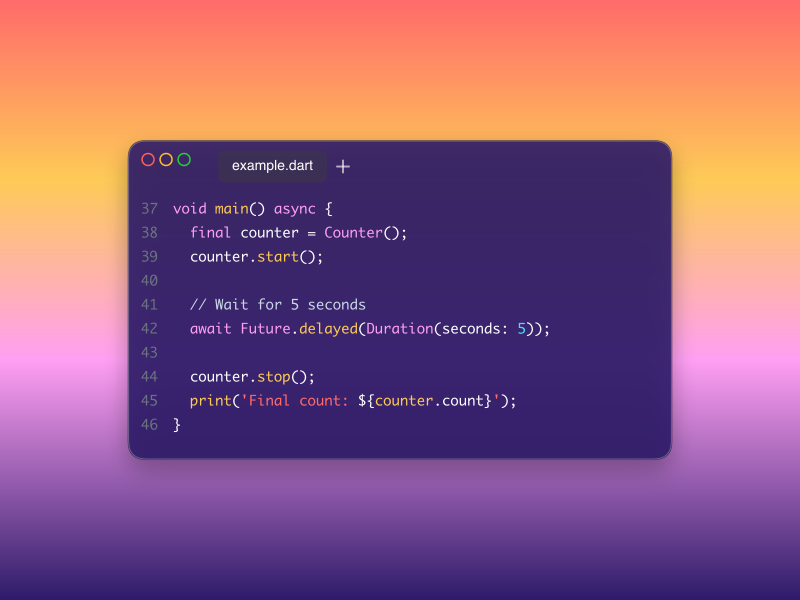 example.dart +
37 void main() async {
38   final counter = Counter();
39   counter.start();
40
41   // Wait for 5 seconds
42   await Future.delayed(Duration(seconds: 5));
43
44   counter.stop();
45   print('Final count: ${counter.count}');
46 }